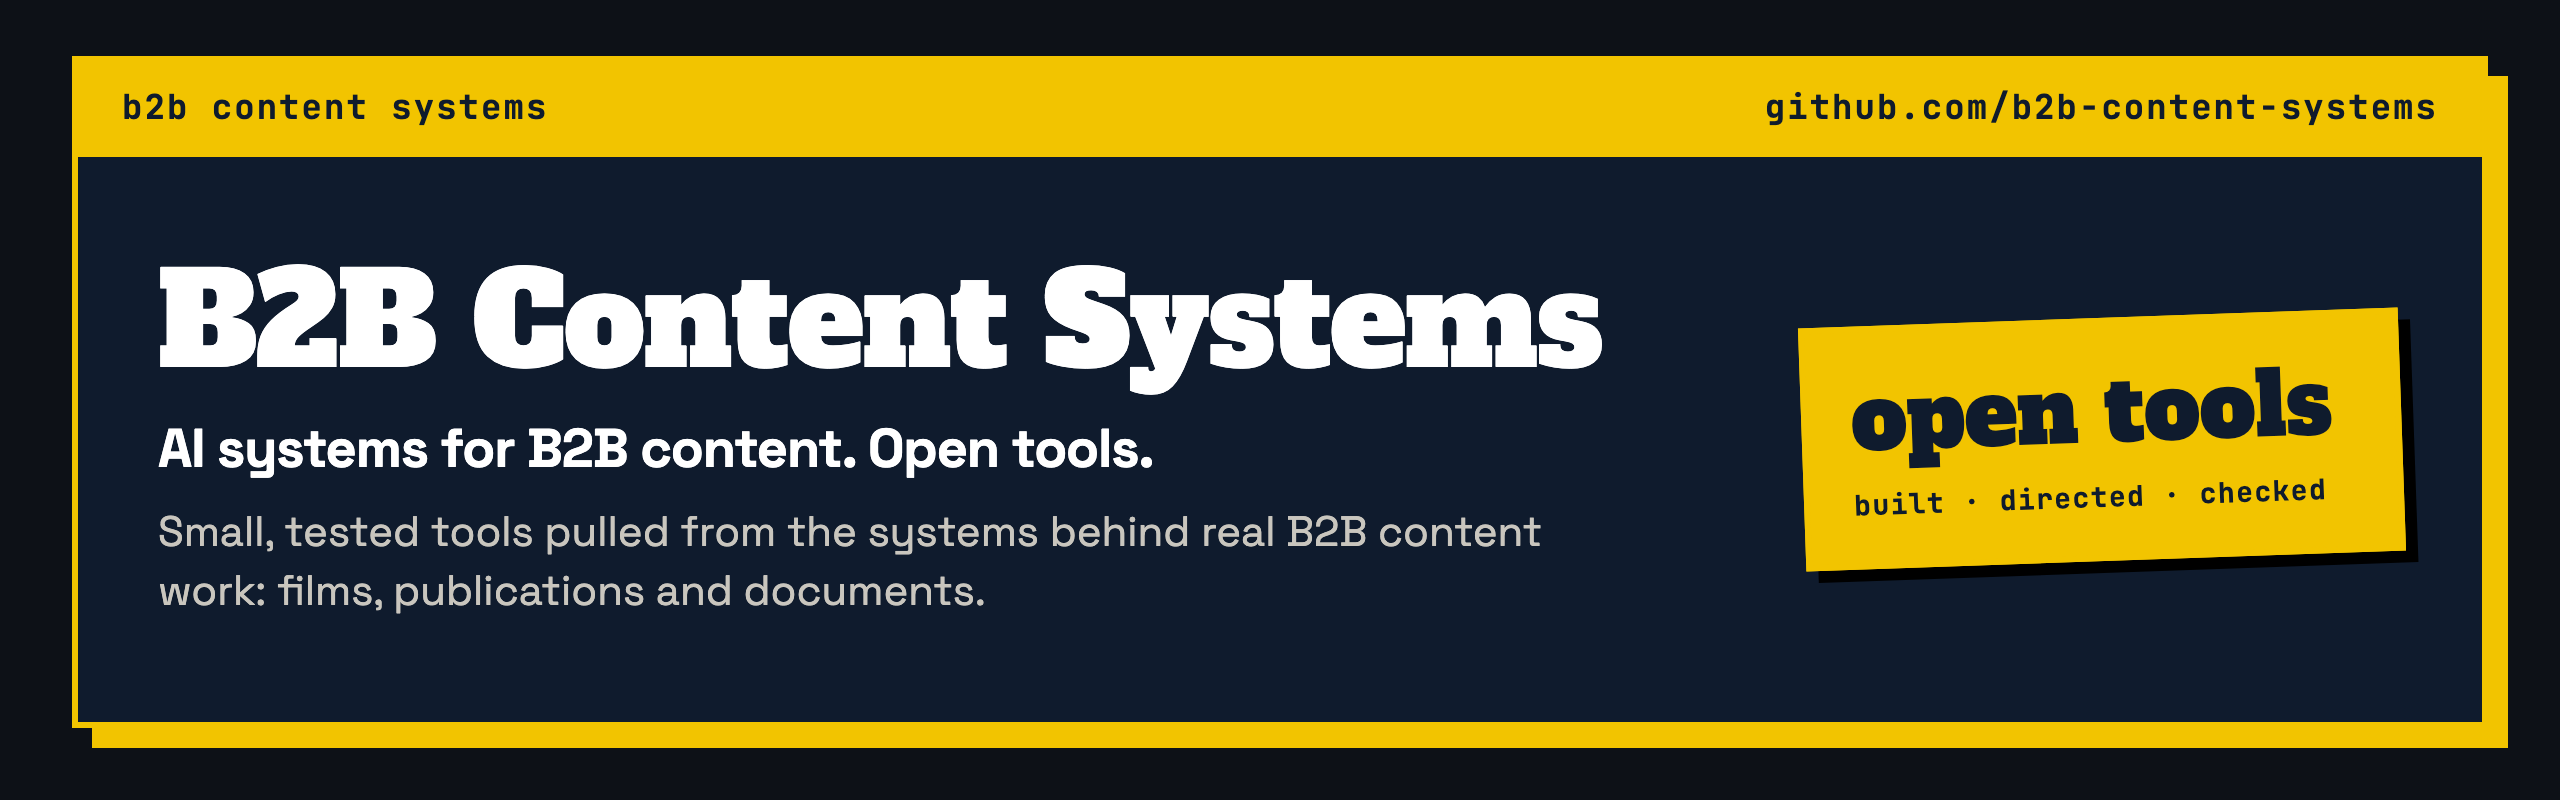 b2b content systems
github.com/b2b-content-systems
B2B Content Systems
AI systems for B2B content. Open tools.
Small, tested tools pulled from the systems behind real B2B content
work: films, publications and documents.
open tools
built · directed · checked